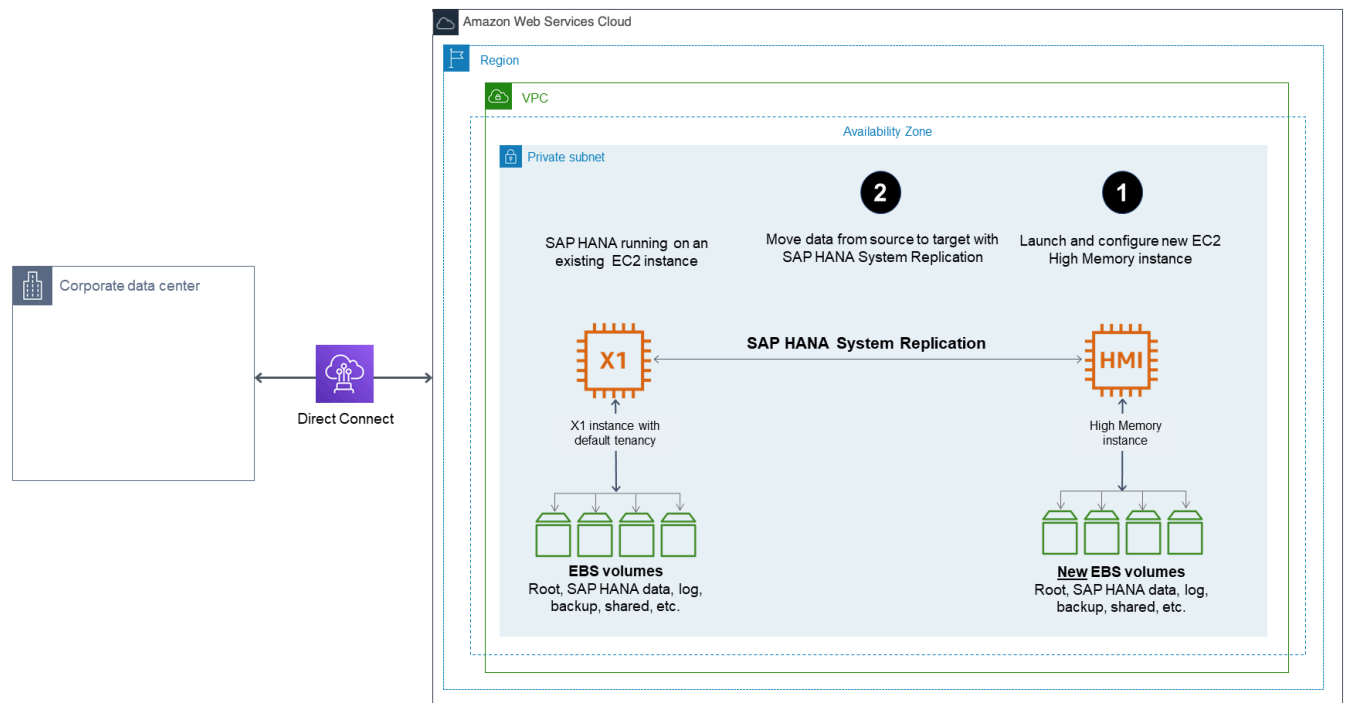 Amazon Web Services Cloud
Region
VPC
Availability Zone
Private subnet
2
1
SAP HANA running on an
existing EC2 instance
Move data from source to target with
SAP HANA System Replication
Launch and configure new EC2
High Memory instance
Corporate data center
Direct Connect
X1
SAP HANA System Replication
HMI
X1 instance with
default tenancy
High Memory
instance
EBS volumes
Root, SAP HANA data, log,
backup, shared, etc.
New EBS volumes
Root, SAP HANA data, log,
backup, shared, etc.